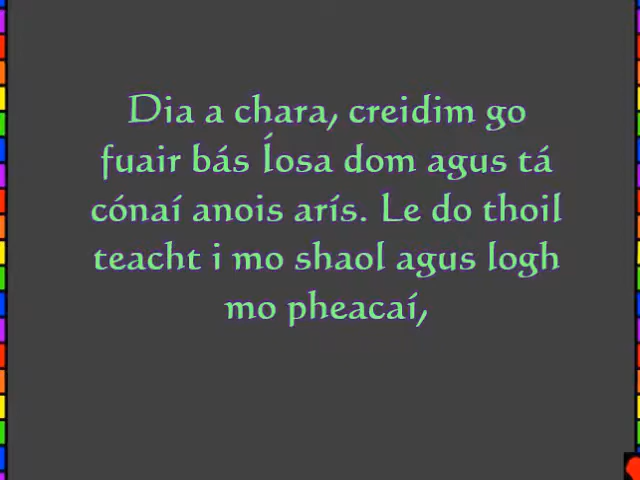 Dia a chara, creidim go
fuair bás Íosa dom agus tá
cónaí anois arís. Le do thoil
teacht i mo shaol agus logh
mo pheacaí,